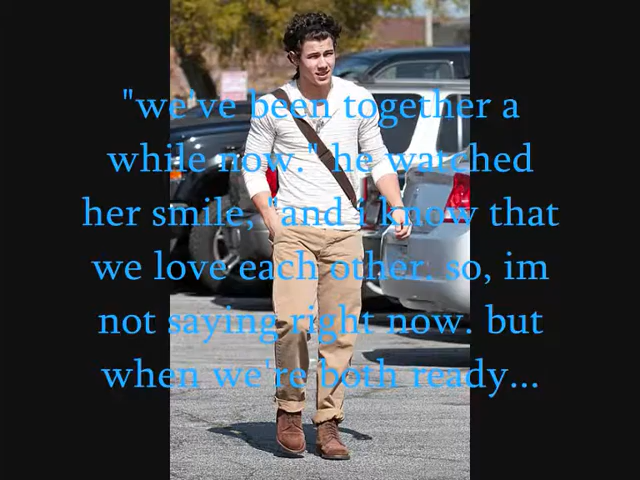 "we've been together a
while now." he watched
her smile, "and i know that
we love each other. so, im
not saying right now. but
when we're both ready...